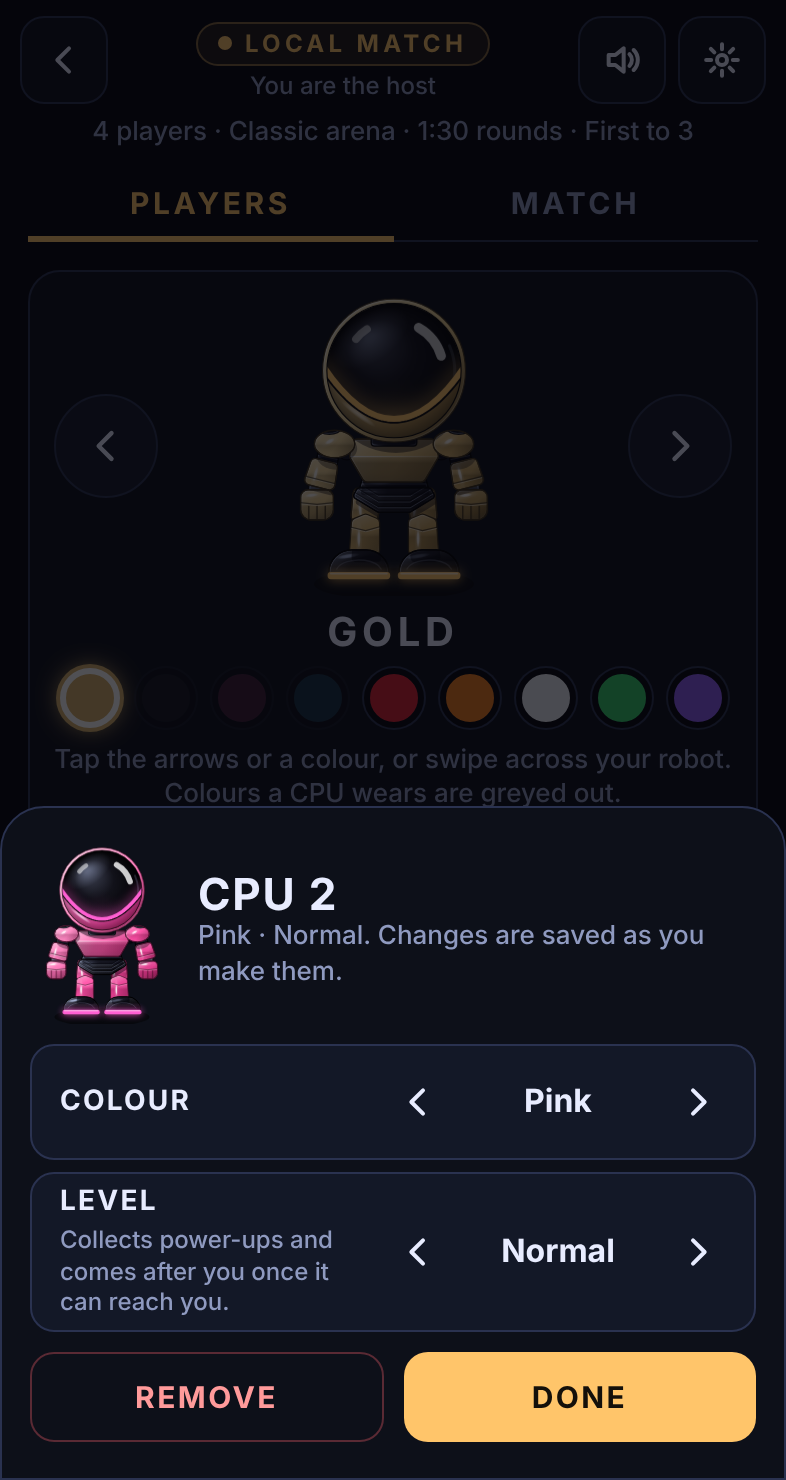 LOCAL MATCH
You are the host
4 players · Classic arena · 1:30 rounds · First to 3
PLAYERS
MATCH
GOLD
Tap the arrows or a colour, or swipe across your robot.
Colours a CPU wears are greyed out.
CPU 2
Pink · Normal. Changes are saved as you
make them.
COLOUR
Pink
LEVEL
Collects power-ups and
comes after you once it
can reach you.
Normal
REMOVE
DONE